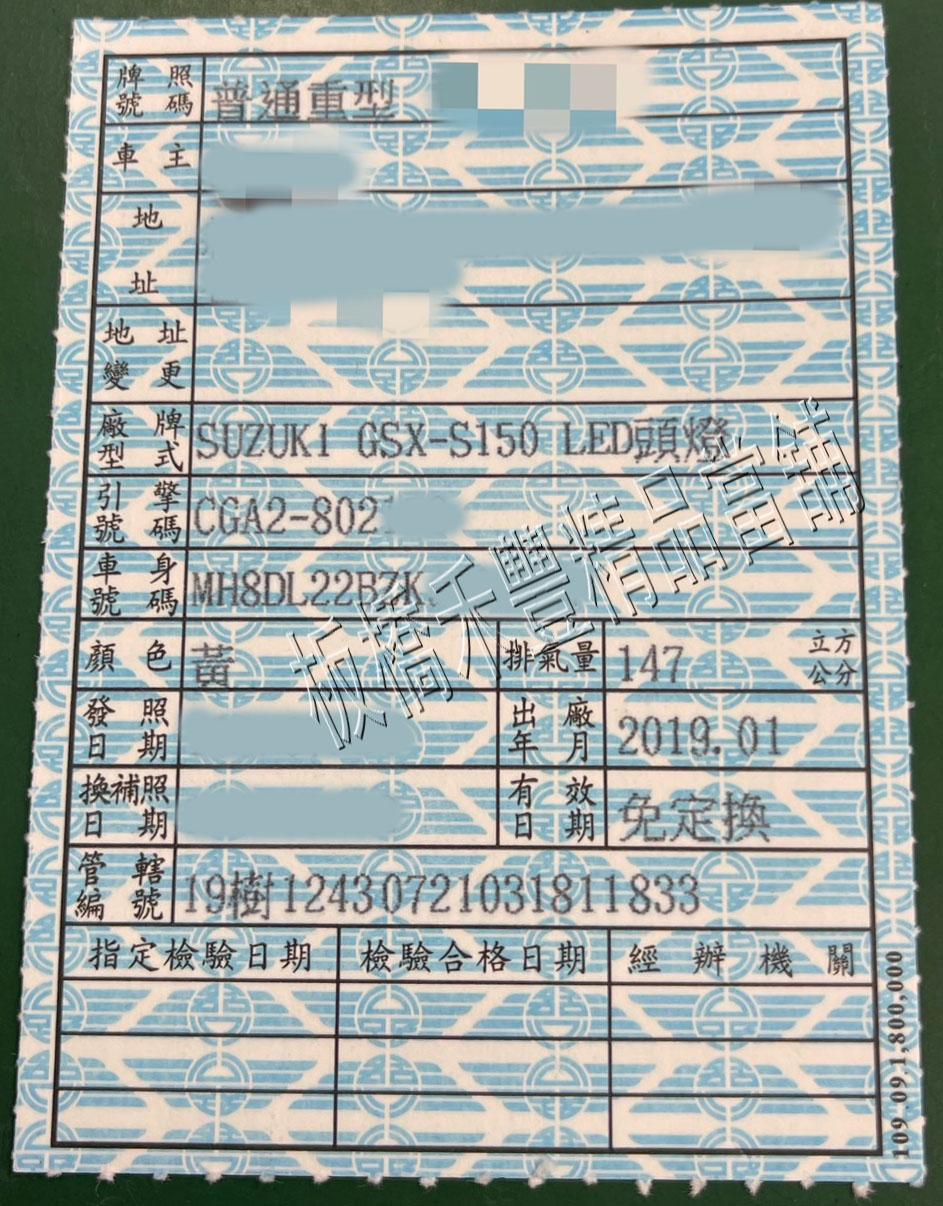 牌照號碼 普通重型
車主
地址
地址變更
廠牌型式 SUZUKI GSX-S150 LED頭燈
引擎號碼 CGA2-802
車身號碼 MH8DL22BZK
顏色 黃 排氣量 147 立方公分
發照日期 出廠年月 2019.01
換補照日期 有效日期 免定換
管轄編號 19樹12430721031811833
指定檢驗日期 檢驗合格日期 經辦機關
109.09.1,800,000
板橋禾豐精品當舖